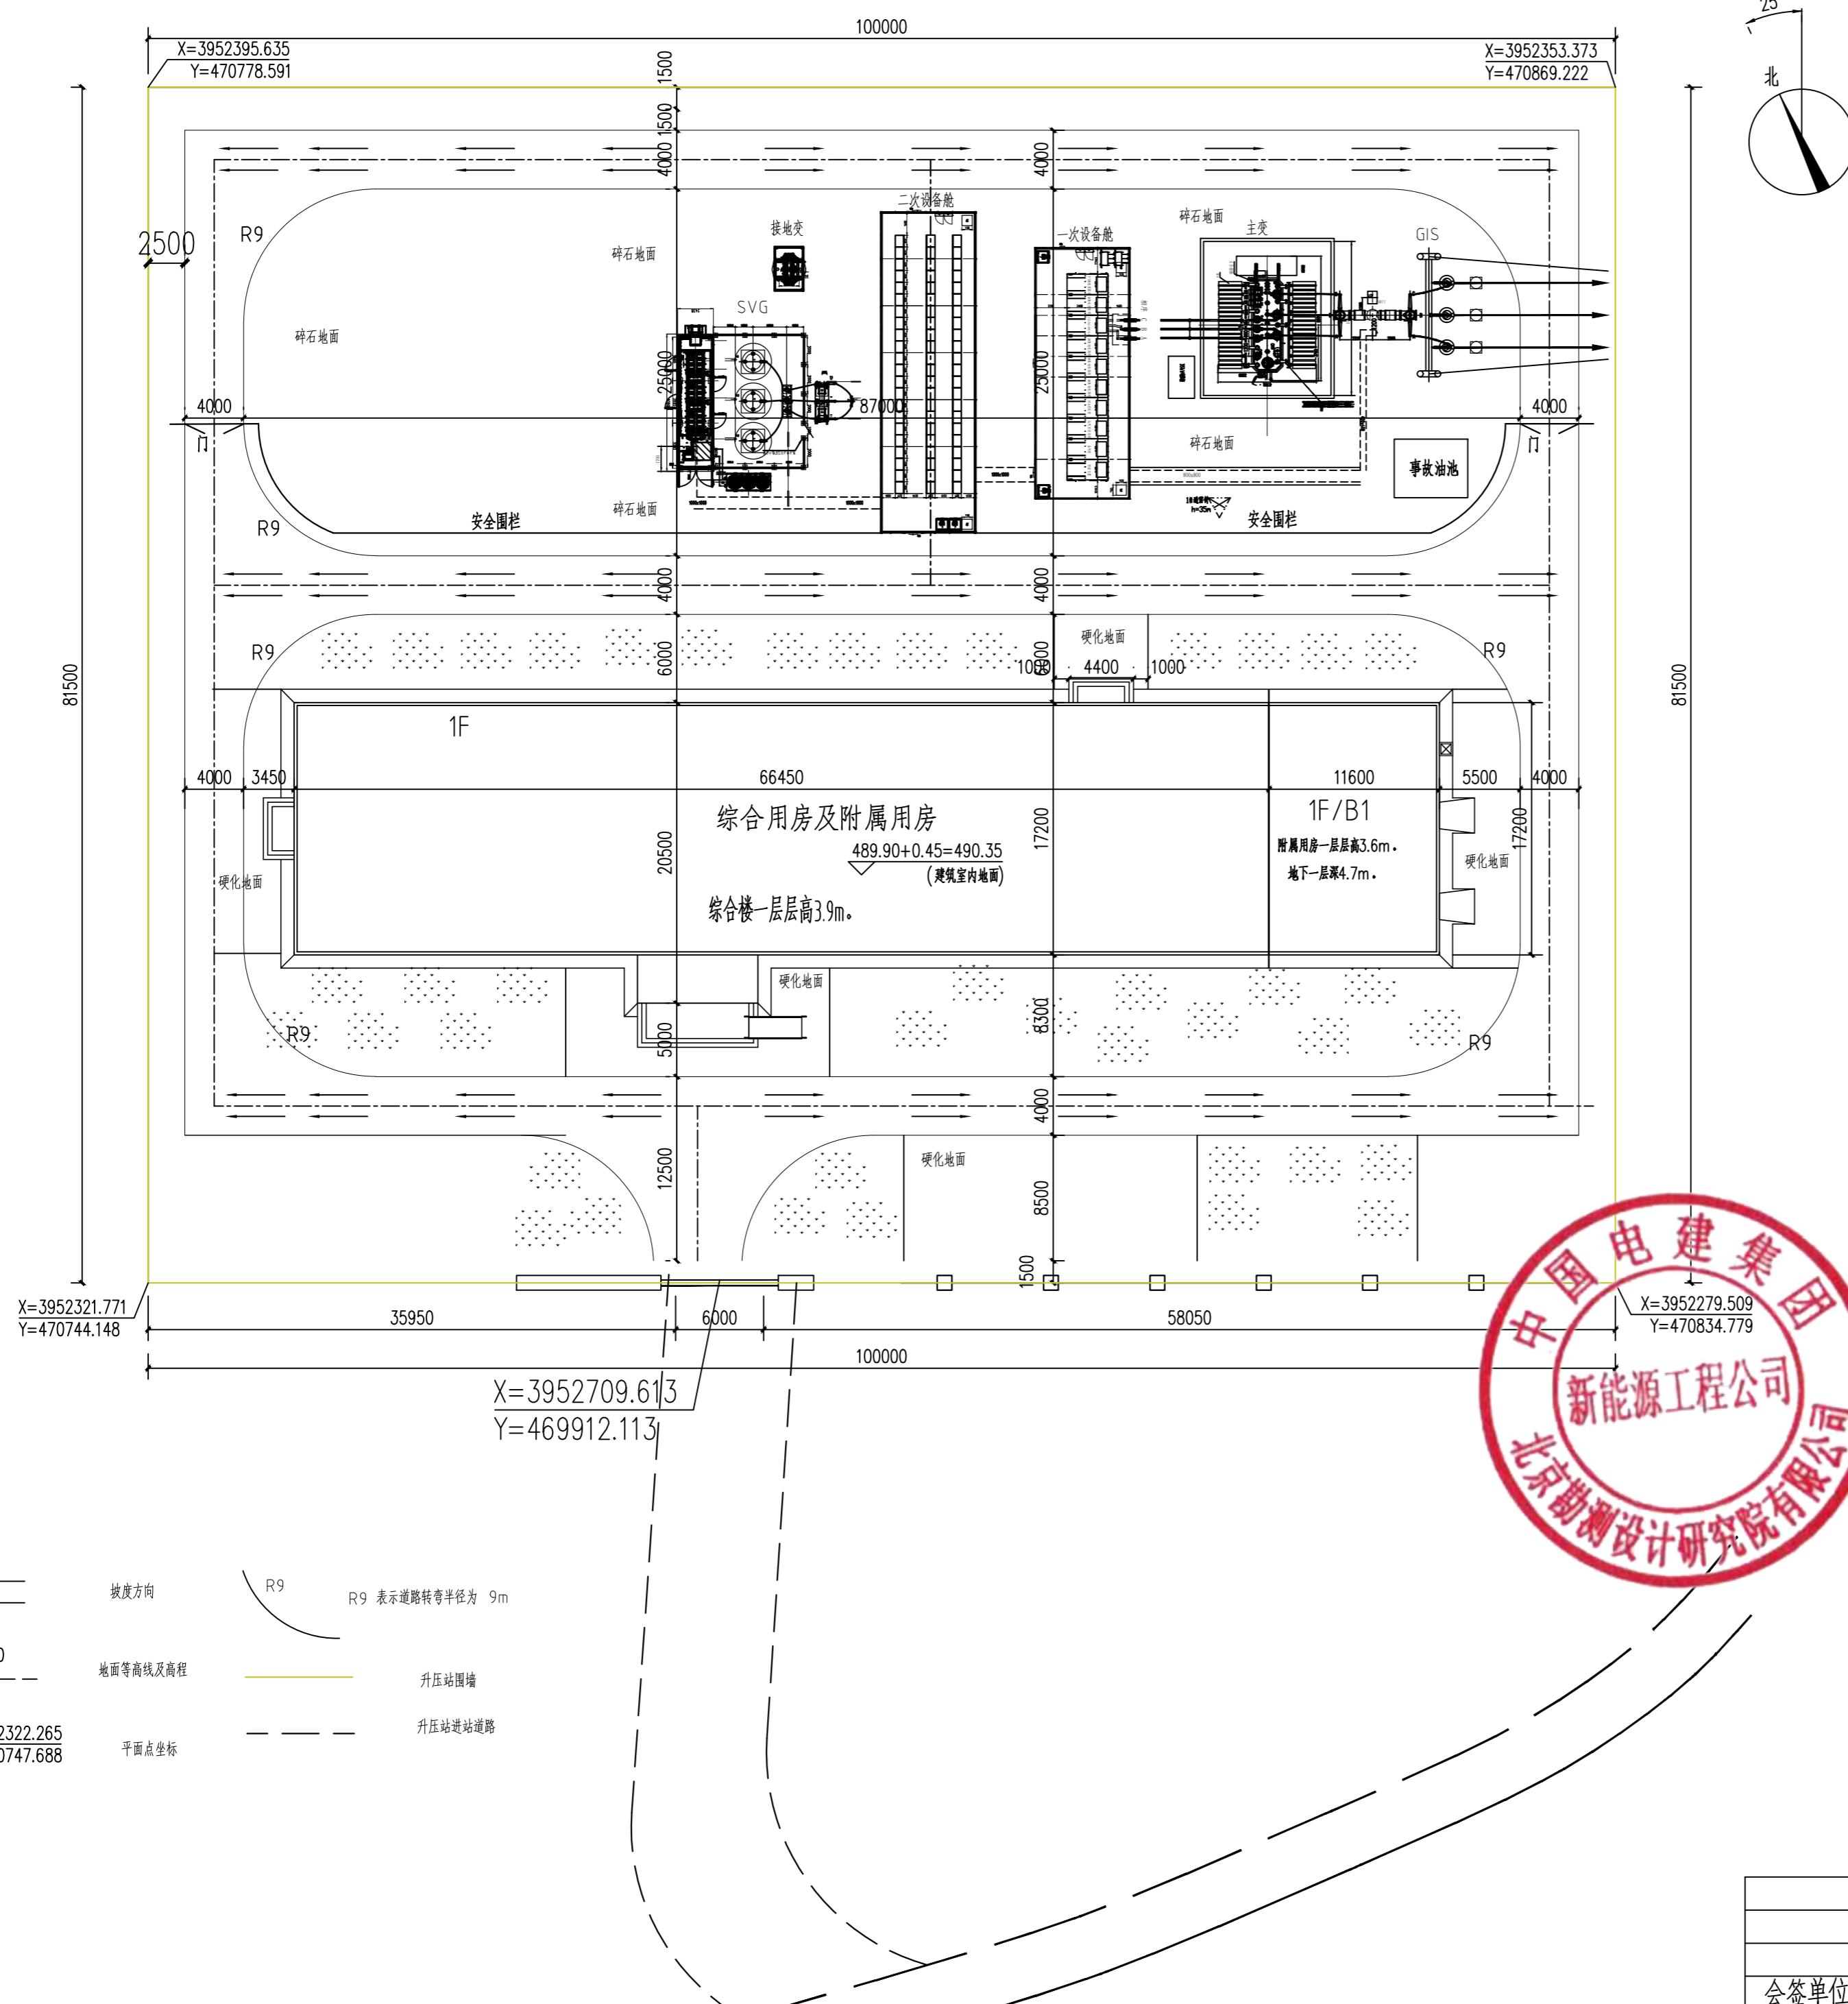 100000
25
X=3952395.635
Y=470778.591
X=3952353.373
Y=470869.222
北
1500
1500
4000
4000
2500
R9
碎石地面
接地变
二次设备舱
一次设备舱
碎石地面
主变
GIS
碎石地面
SVG
25000
25000
87000
4000
4000
门
门
碎石地面
事故油池
碎石地面
R9
安全围栏
h=35m
安全围栏
4000
4000
R9
硬化地面
R9
6000
6000
1000
4400
1000
81500
81500
1F
4000
3450
66450
11600
5500
4000
综合用房及附属用房
1F/B1
489.90+0.45=490.35
(建筑室内地面)
附属用房一层层高3.6m。
地下一层深4.7m。
20500
17200
17200
硬化地面
硬化地面
综合楼一层层高3.9m。
硬化地面
R9
5000
8300
R9
4000
12500
硬化地面
8500
1500
X=3952321.771
Y=470744.148
35950
6000
58050
X=3952279.509
Y=470834.779
100000
X=3952709.613
Y=469912.113
中国电建集团
新能源工程公司
北京勘测设计研究院有限公司
坡度方向
R9
R9 表示道路转弯半径为 9m
地面等高线及高程
升压站围墙
2322.265
0747.688
平面点坐标
升压站进站道路
会签单位